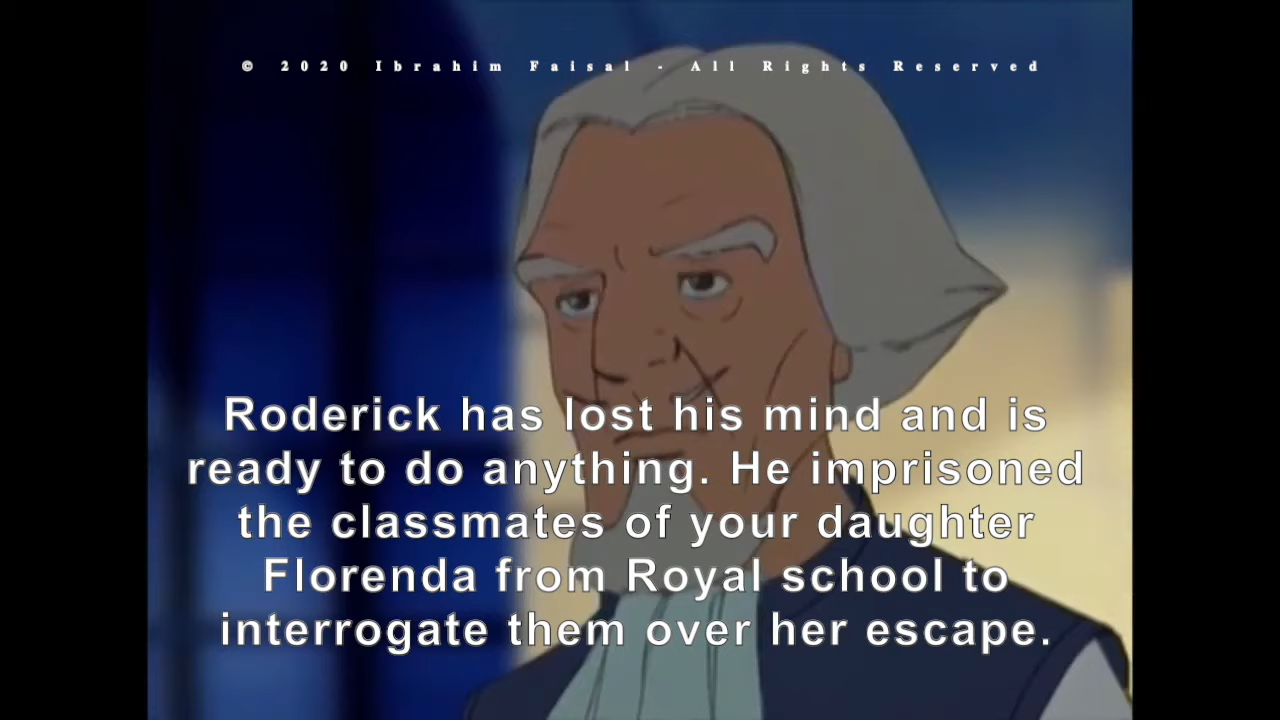 © 2020 Ibrahim Faisal - All Rights Reserved
Roderick has lost his mind and is
ready to do anything. He imprisoned
the classmates of your daughter
Florenda from Royal school to
interrogate them over her escape.